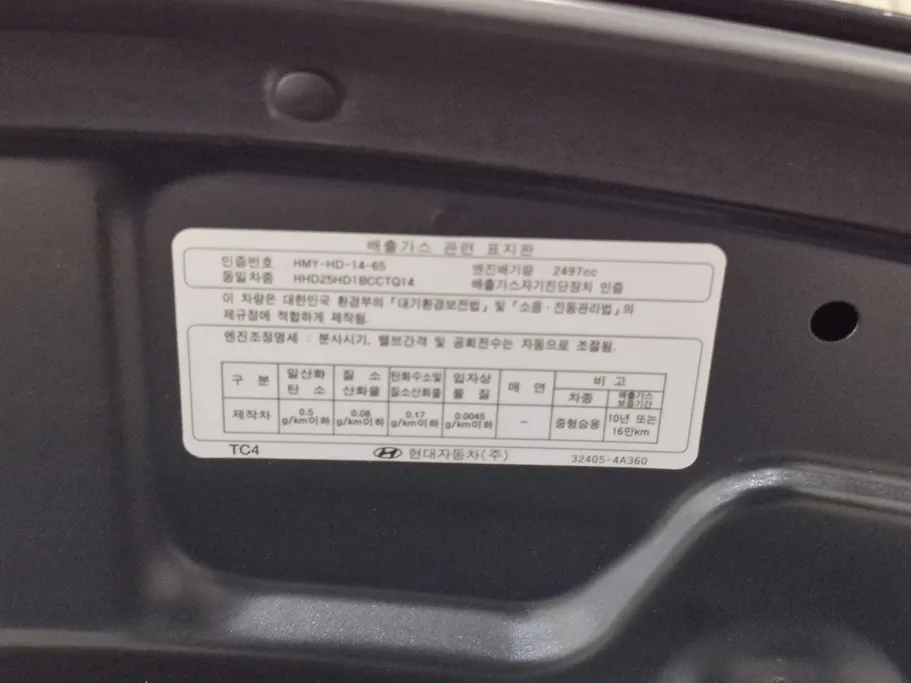 배출가스 관련 표지판
인증번호 HMY-HD-14-65 엔진배기량 2497cc
동일차종 HHDZ5HD1BCCTQ14 배출가스자기진단장치 인증
이 차량은 대한민국 환경부의 「대기환경보전법」 및 「소음·진동관리법」의
제규정에 적합하게 제작됨.
엔진조정명세 : 분사시기, 밸브간격 및 공회전수는 자동으로 조절됨.
구 분 일산화탄소 질소산화물 탄화수소및질소산화물 입자상물질 매연 비고
차종 배출가스보증기간
제작차 0.5g/km이하 0.08g/km이하 0.17g/km이하 0.0045g/km이하 - 중형승용 10년 또는 16만km
TC4 현대자동차(주) 32405-4A360